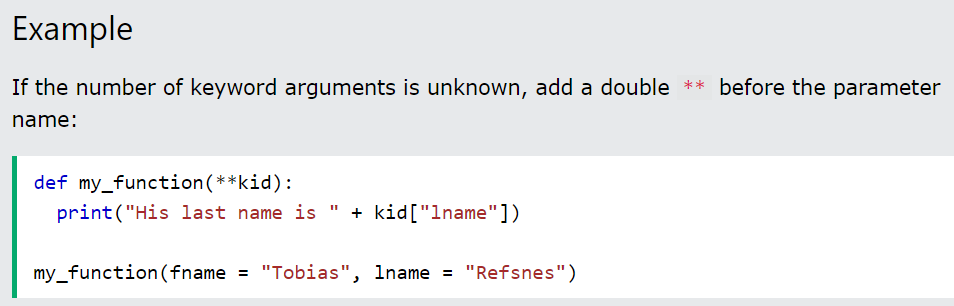 Example
If the number of keyword arguments is unknown, add a double ** before the parameter
name:
def my_function(**kid):
  print("His last name is " + kid["lname"])
my_function(fname = "Tobias", lname = "Refsnes")